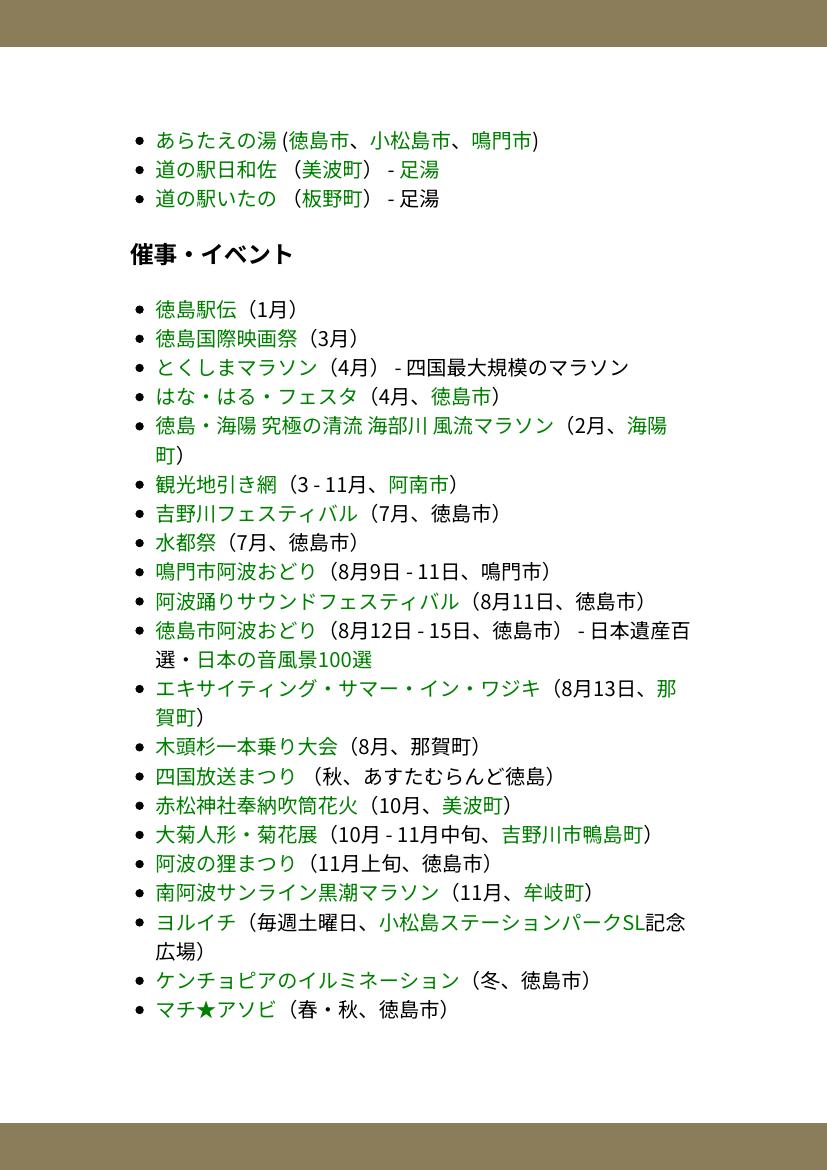 あらたえの湯 (徳島市、小松島市、鳴門市)
道の駅日和佐 （美波町） - 足湯
道の駅いたの （板野町） - 足湯
催事・イベント
徳島駅伝（1月）
徳島国際映画祭（3月）
とくしまマラソン（4月） - 四国最大規模のマラソン
はな・はる・フェスタ（4月、徳島市）
徳島・海陽 究極の清流 海部川 風流マラソン（2月、海陽
町）
観光地引き網（3 - 11月、阿南市）
吉野川フェスティバル（7月、徳島市）
水都祭（7月、徳島市）
鳴門市阿波おどり（8月9日 - 11日、鳴門市）
阿波踊りサウンドフェスティバル（8月11日、徳島市）
徳島市阿波おどり（8月12日 - 15日、徳島市） - 日本遺産百
選・日本の音風景100選
エキサイティング・サマー・イン・ワジキ（8月13日、那
賀町）
木頭杉一本乗り大会（8月、那賀町）
四国放送まつり （秋、あすたむらんど徳島）
赤松神社奉納吹筒花火（10月、美波町）
大菊人形・菊花展（10月 - 11月中旬、吉野川市鴨島町）
阿波の狸まつり（11月上旬、徳島市）
南阿波サンライン黒潮マラソン（11月、牟岐町）
ヨルイチ（毎週土曜日、小松島ステーションパークSL記念
広場）
ケンチョピアのイルミネーション（冬、徳島市）
マチ★アソビ（春・秋、徳島市）